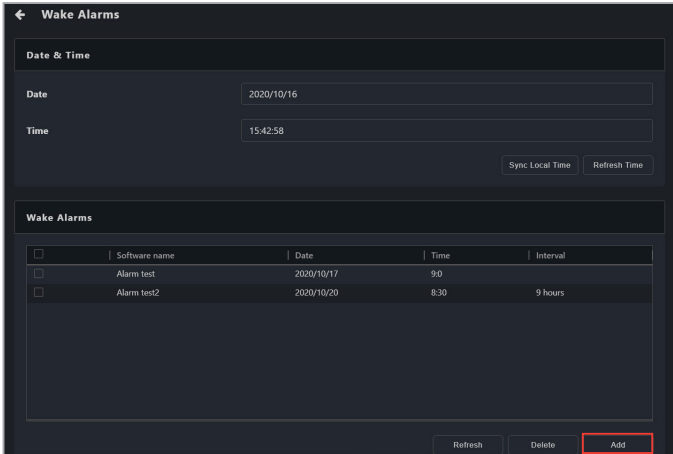 Wake Alarms
Date & Time
Date 2020/10/16
Time 15:42:58
Sync Local Time Refresh Time
Wake Alarms
Software name Date Time Interval
Alarm test 2020/10/17 9:0
Alarm test2 2020/10/20 8:30 9 hours
Refresh Delete Add